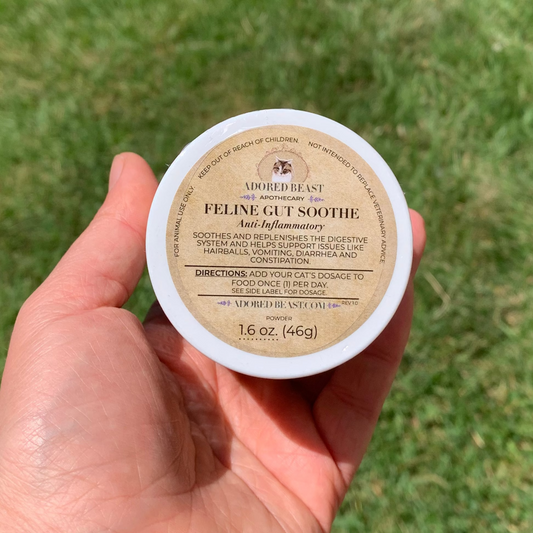 KEEP OUT OF REACH OF CHILDREN
NOT INTENDED TO REPLACE VETERINARY ADVICE
FOR ANIMAL USE ONLY
ADORED BEAST
APOTHECARY
FELINE GUT SOOTHE
Anti-Inflammatory
SOOTHES AND REPLENISHES THE DIGESTIVE
SYSTEM AND HELPS SUPPORT ISSUES LIKE
HAIRBALLS, VOMITING, DIARRHEA AND
CONSTIPATION.
DIRECTIONS: ADD YOUR CAT'S DOSAGE TO
FOOD ONCE (1) PER DAY.
SEE SIDE LABEL FOR DOSAGE.
ADOREDBEAST.COM
POWDER
1.6 oz. (46g)